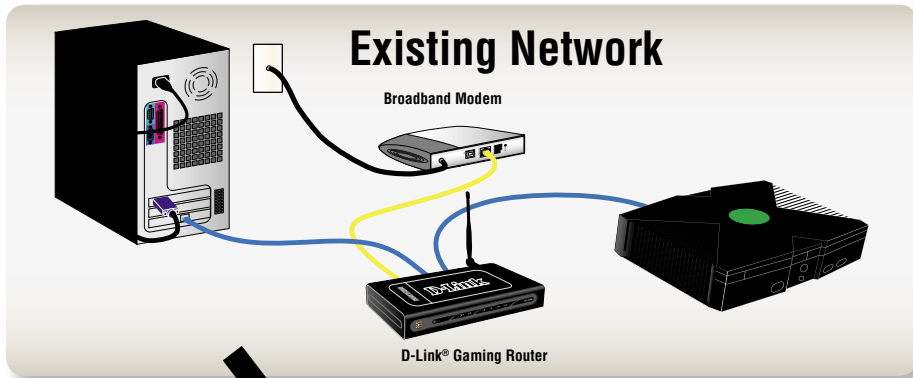 Existing Network
Broadband Modem
D-Link
D-Link® Gaming Router